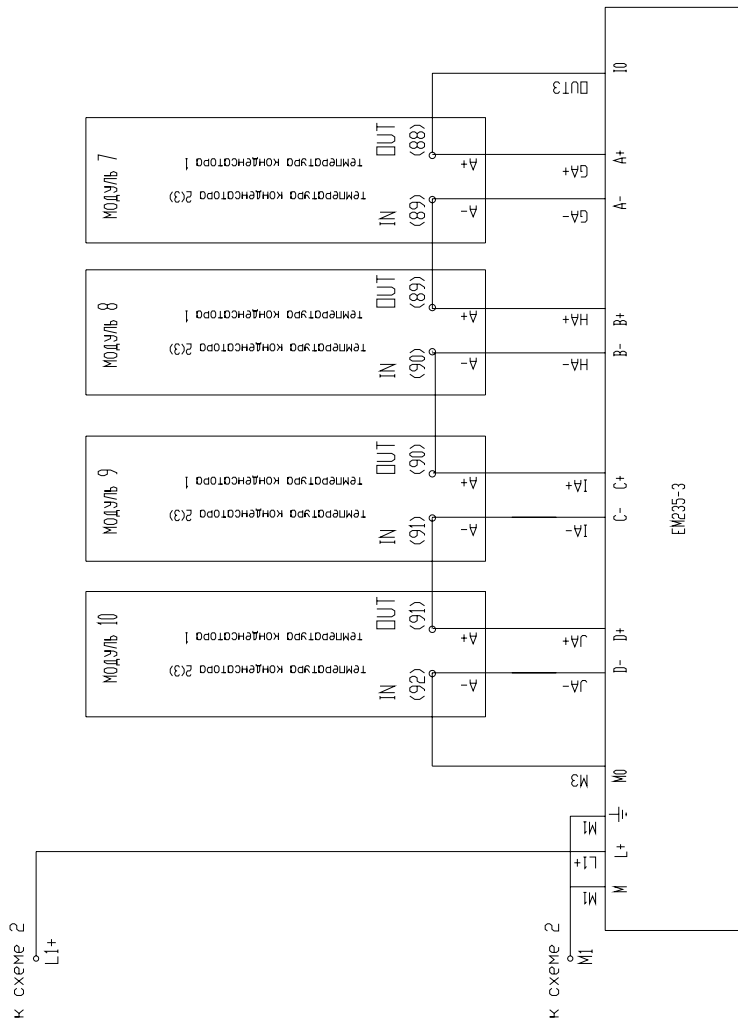 МОДУЛЬ 7
температура конденсатора 1
температура конденсатора 2(3)
OUT
(88)
A+
IN
(89)
A-
МОДУЛЬ 8
температура конденсатора 1
температура конденсатора 2(3)
OUT
(89)
A+
IN
(90)
A-
МОДУЛЬ 9
температура конденсатора 1
температура конденсатора 2(3)
OUT
(90)
A+
IN
(91)
A-
МОДУЛЬ 10
температура конденсатора 1
температура конденсатора 2(3)
OUT
(91)
A+
IN
(92)
A-
OUT3
GA+
GA-
HA+
HA-
IA+
IA-
JA+
JA-
M3
M1
L1+
M1
I0
A+
A-
B+
B-
C+
C-
D+
D-
M0
L+
M
EM235-3
к схеме 2
L1+
к схеме 2
M1